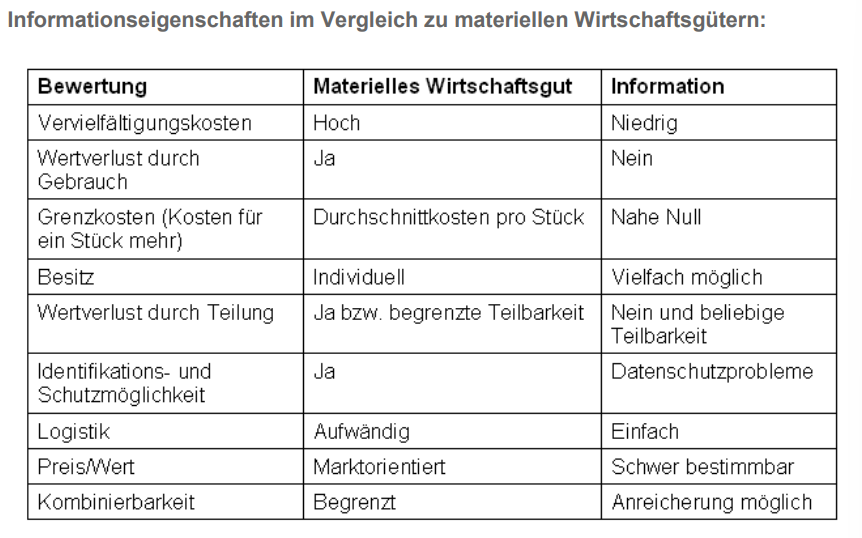 Informationseigenschaften im Vergleich zu materiellen Wirtschaftsgütern:
Bewertung Materielles Wirtschaftsgut Information
Vervielfältigungskosten Hoch Niedrig
Wertverlust durch Ja Nein
Gebrauch
Grenzkosten (Kosten für Durchschnittkosten pro Stück Nahe Null
ein Stück mehr)
Besitz Individuell Vielfach möglich
Wertverlust durch Teilung Ja bzw. begrenzte Teilbarkeit Nein und beliebige
Teilbarkeit
Identifikations- und Ja Datenschutzprobleme
Schutzmöglichkeit
Logistik Aufwändig Einfach
Preis/Wert Marktorientiert Schwer bestimmbar
Kombinierbarkeit Begrenzt Anreicherung möglich